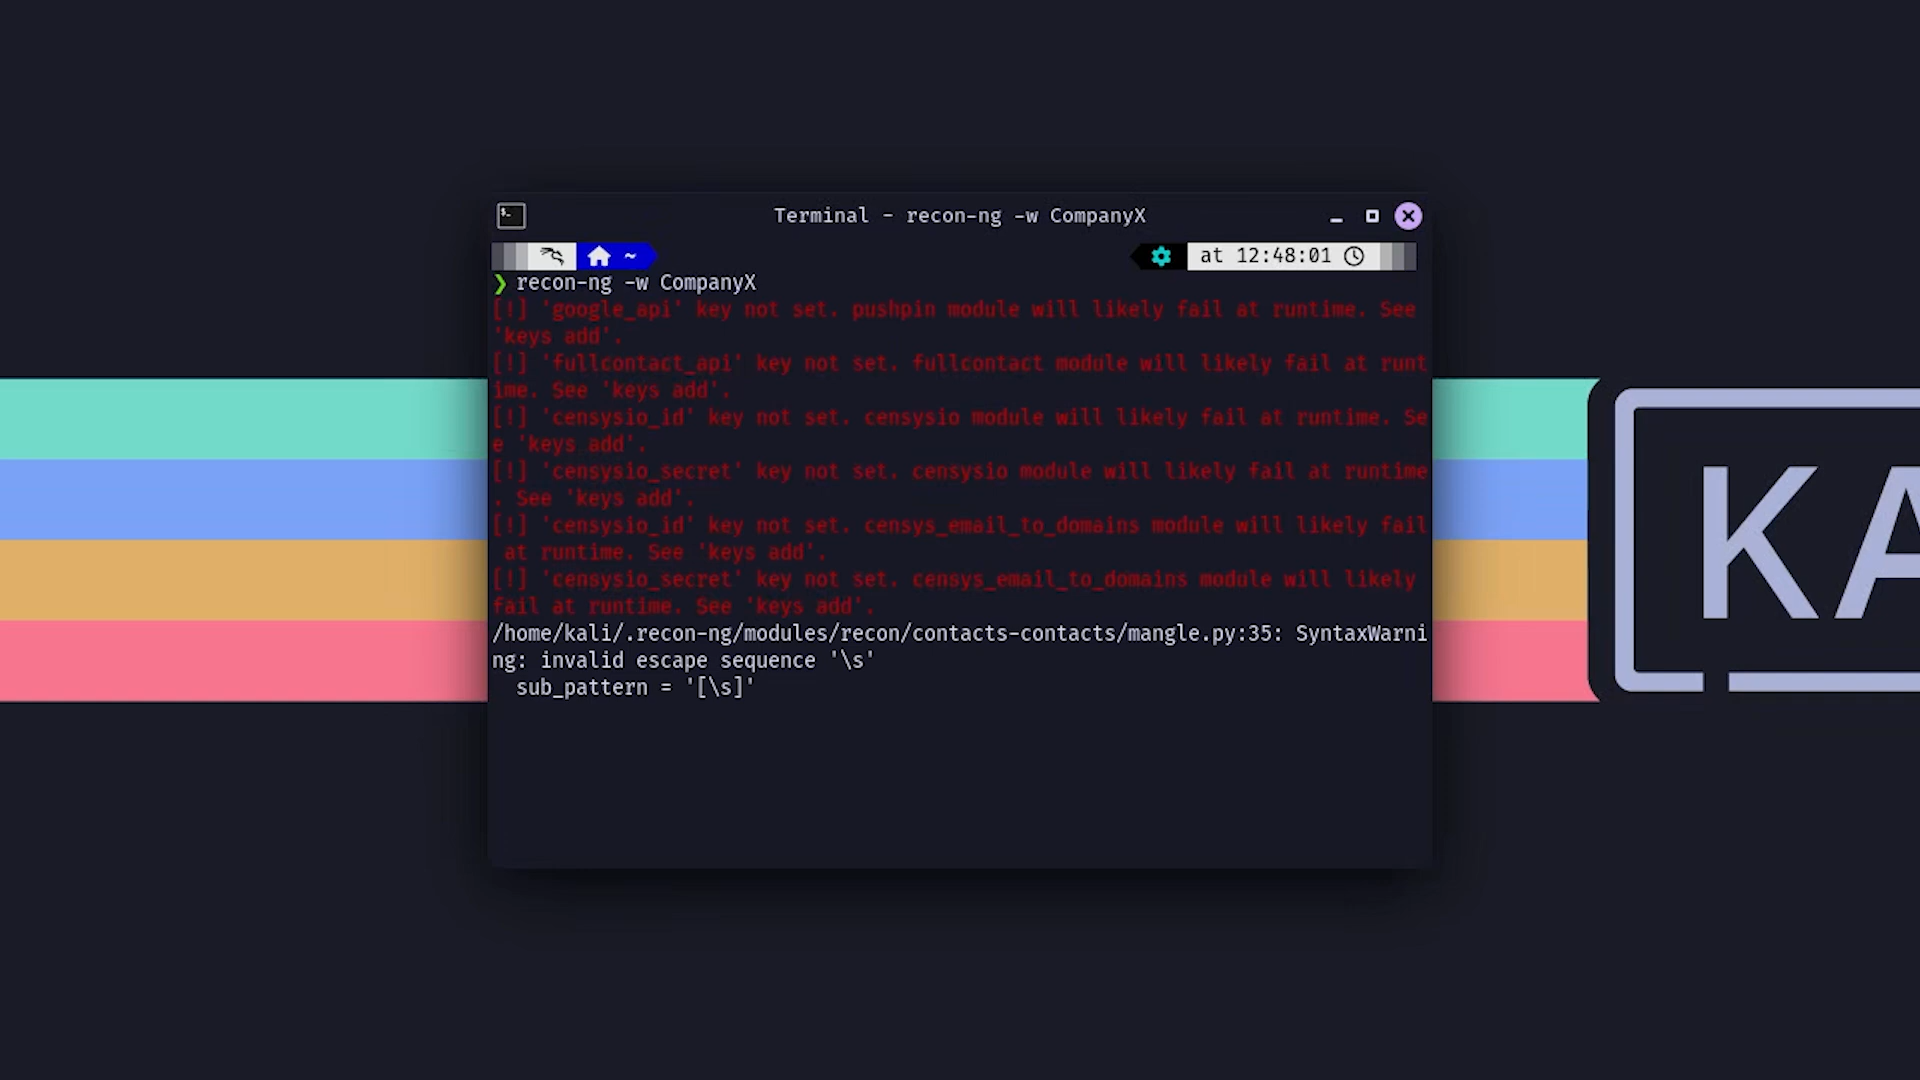 Terminal - recon-ng -w CompanyX
~
at 12:48:01
❯ recon-ng -w CompanyX
[!] 'google_api' key not set. pushpin module will likely fail at runtime. See
'keys add'.
[!] 'fullcontact_api' key not set. fullcontact module will likely fail at runt
ime. See 'keys add'.
[!] 'censysio_id' key not set. censysio module will likely fail at runtime. Se
e 'keys add'.
[!] 'censysio_secret' key not set. censysio module will likely fail at runtime
. See 'keys add'.
[!] 'censysio_id' key not set. censys_email_to_domains module will likely fail
 at runtime. See 'keys add'.
[!] 'censysio_secret' key not set. censys_email_to_domains module will likely
fail at runtime. See 'keys add'.
/home/kali/.recon-ng/modules/recon/contacts-contacts/mangle.py:35: SyntaxWarni
ng: invalid escape sequence '\s'
  sub_pattern = '[\s]'
KA